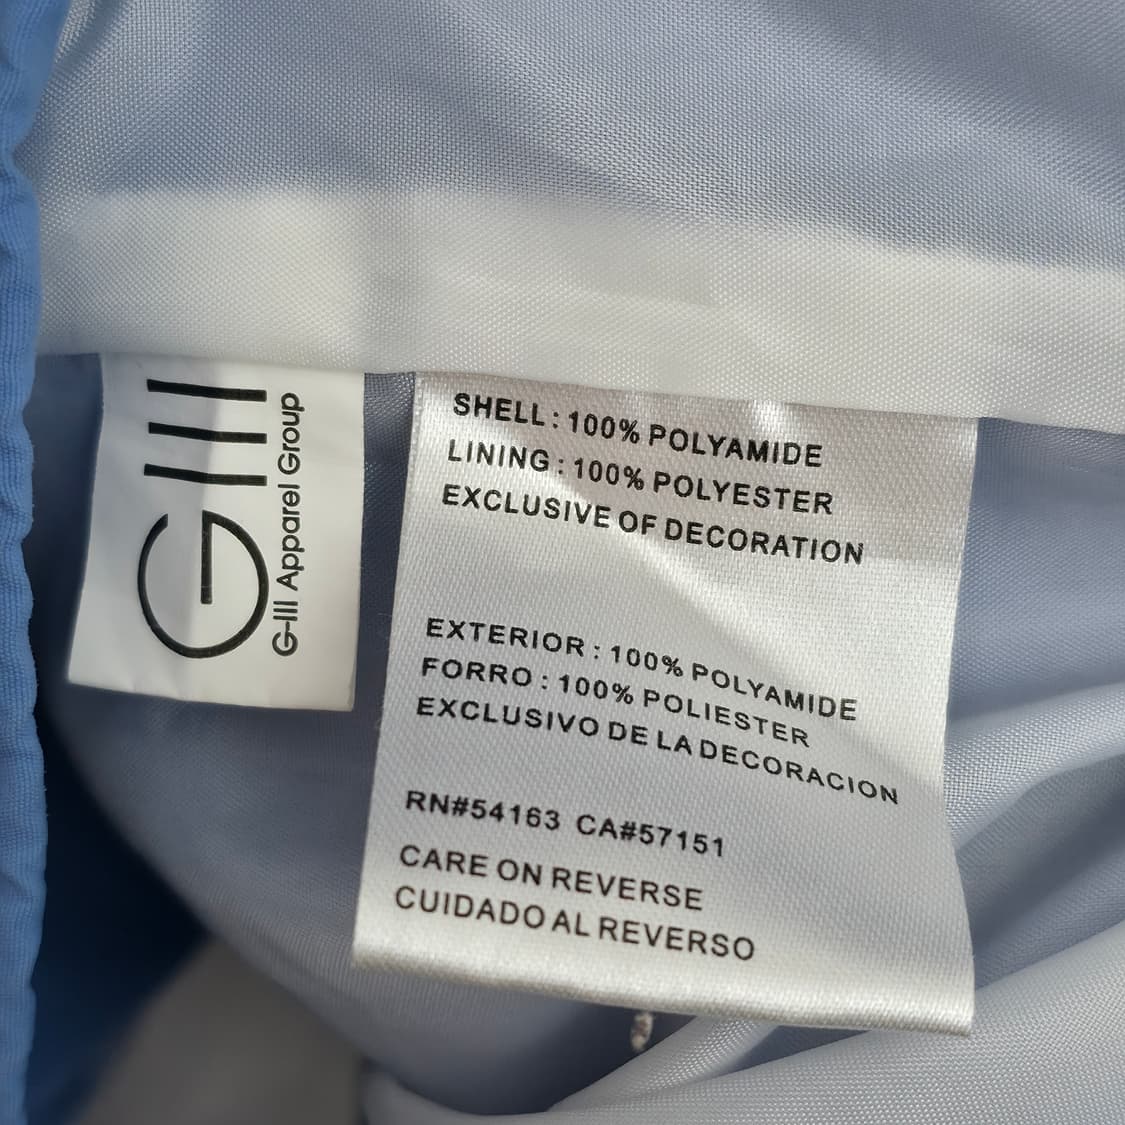 GIII
G-III Apparel Group
SHELL : 100% POLYAMIDE
LINING : 100% POLYESTER
EXCLUSIVE OF DECORATION
EXTERIOR : 100% POLYAMIDE
FORRO : 100% POLIESTER
EXCLUSIVO DE LA DECORACION
RN#54163 CA#57151
CARE ON REVERSE
CUIDADO AL REVERSO